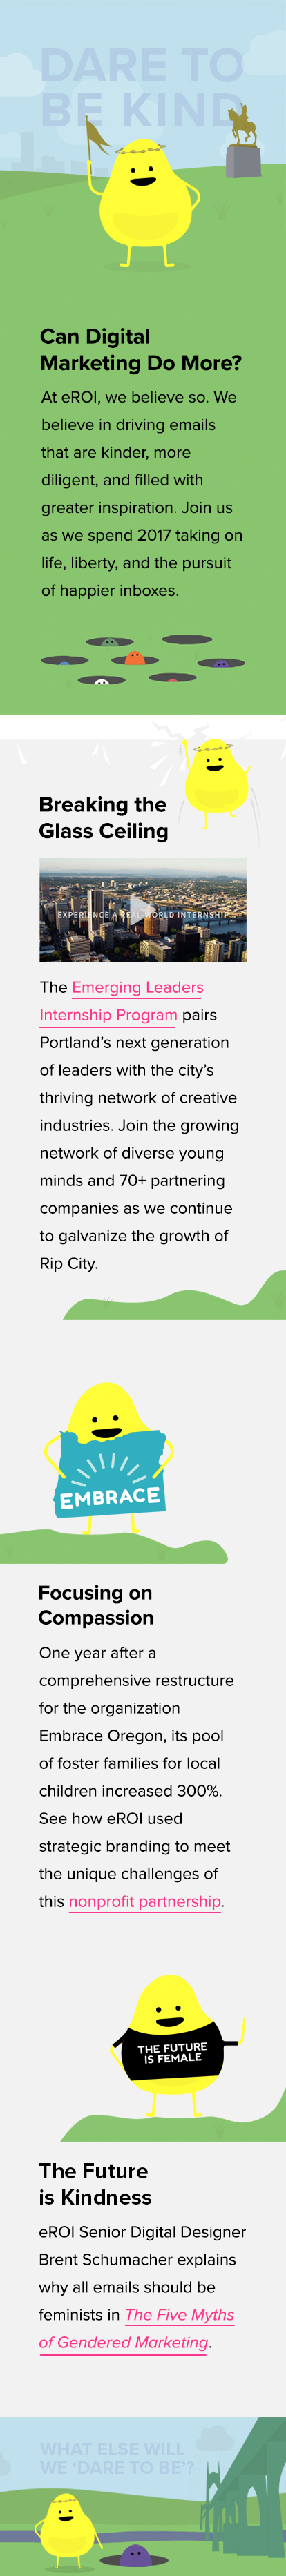 DARE TO
BE KIND
Can Digital
Marketing Do More?
At eROI, we believe so. We
believe in driving emails
that are kinder, more
diligent, and filled with
greater inspiration. Join us
as we spend 2017 taking on
life, liberty, and the pursuit
of happier inboxes.
Breaking the
Glass Ceiling
EXPERIENCE A REAL-WORLD INTERNSHIP
The Emerging Leaders
Internship Program pairs
Portland's next generation
of leaders with the city's
thriving network of creative
industries. Join the growing
network of diverse young
minds and 70+ partnering
companies as we continue
to galvanize the growth of
Rip City.
EMBRACE
Focusing on
Compassion
One year after a
comprehensive restructure
for the organization
Embrace Oregon, its pool
of foster families for local
children increased 300%.
See how eROI used
strategic branding to meet
the unique challenges of
this nonprofit partnership.
THE FUTURE
IS FEMALE
The Future
is Kindness
eROI Senior Digital Designer
Brent Schumacher explains
why all emails should be
feminists in The Five Myths
of Gendered Marketing.
WHAT ELSE WILL
WE 'DARE TO BE'?